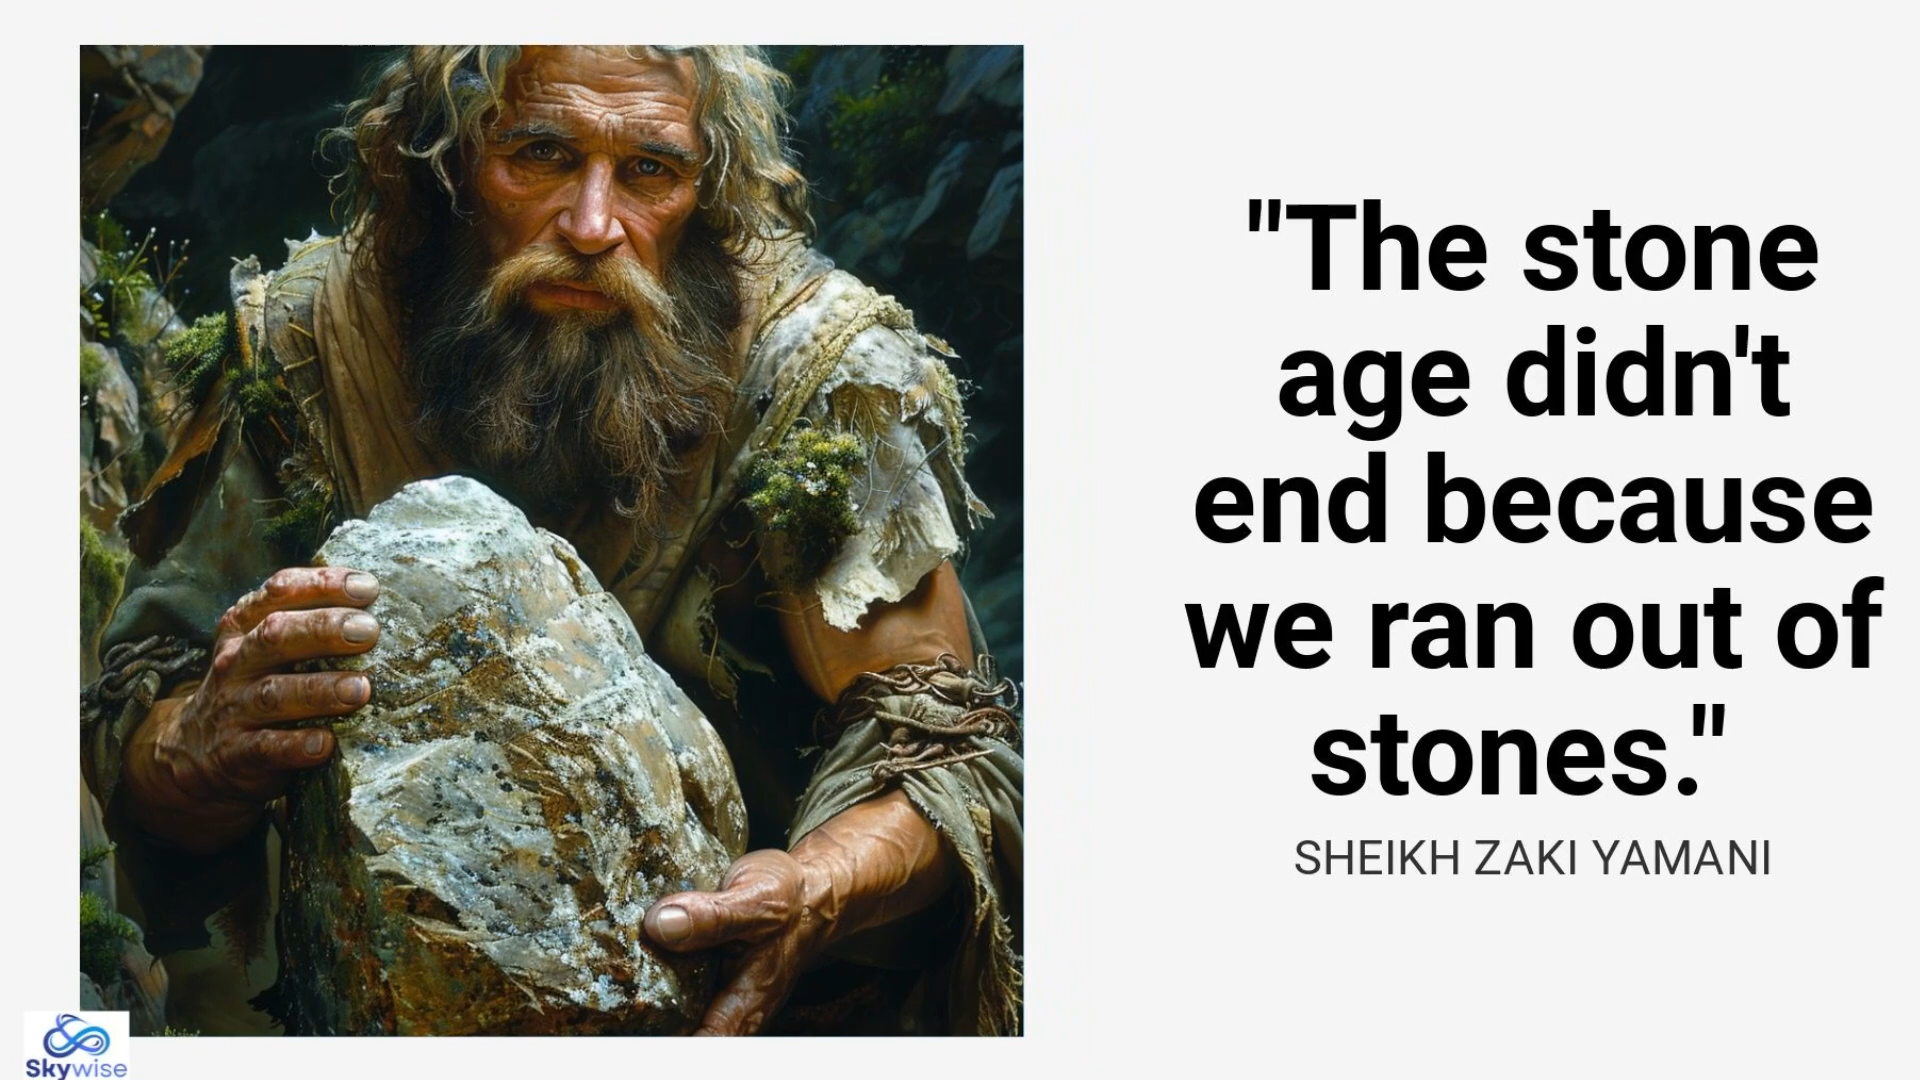 "The stone
age didn't
end because
we ran out of
stones."
SHEIKH ZAKI YAMANI
Skywise